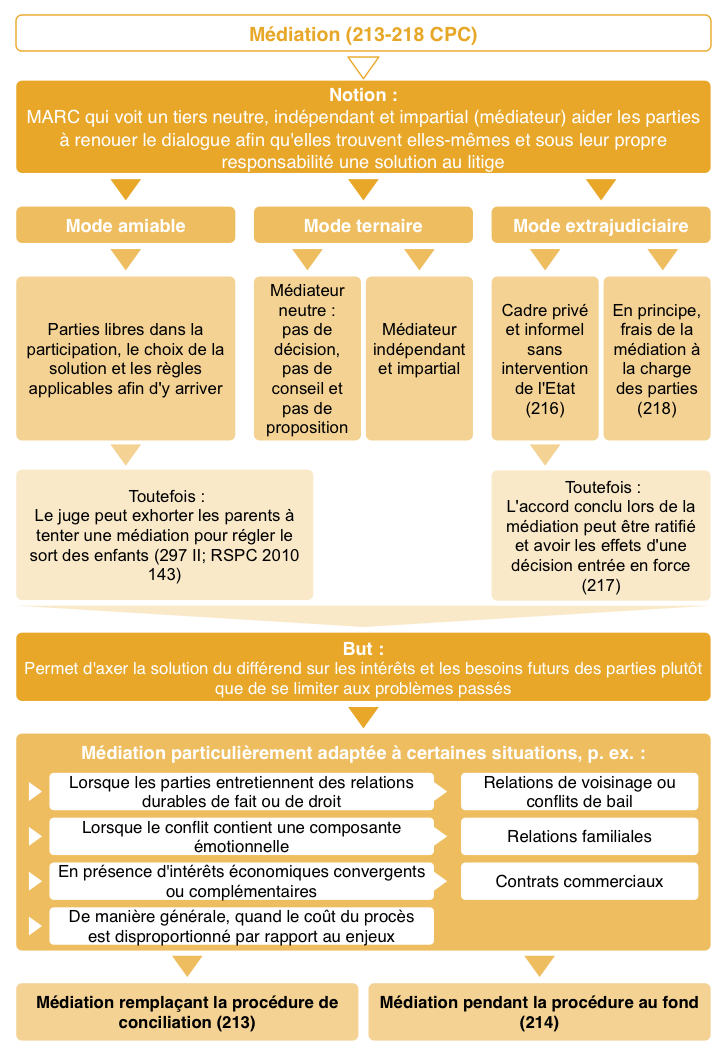 Médiation (213-218 CPC)
Notion :
MARC qui voit un tiers neutre, indépendant et impartial (médiateur) aider les parties
à renouer le dialogue afin qu'elles trouvent elles-mêmes et sous leur propre
responsabilité une solution au litige
Mode amiable
Mode ternaire
Mode extrajudiciaire
Parties libres dans la
participation, le choix de la
solution et les règles
applicables afin d'y arriver
Médiateur
neutre :
pas de
décision,
pas de
conseil et
pas de
proposition
Médiateur
indépendant
et impartial
Cadre privé
et informel
sans
intervention
de l'Etat
(216)
En principe,
frais de la
médiation à
la charge
des parties
(218)
Toutefois :
Le juge peut exhorter les parents à
tenter une médiation pour régler le
sort des enfants (297 II; RSPC 2010
143)
Toutefois :
L'accord conclu lors de la
médiation peut être ratifié
et avoir les effets d'une
décision entrée en force
(217)
But :
Permet d'axer la solution du différend sur les intérêts et les besoins futurs des parties plutôt
que de se limiter aux problèmes passés
Médiation particulièrement adaptée à certaines situations, p. ex. :
Lorsque les parties entretiennent des relations
durables de fait ou de droit
Relations de voisinage ou
conflits de bail
Lorsque le conflit contient une composante
émotionnelle
Relations familiales
En présence d'intérêts économiques convergents
ou complémentaires
Contrats commerciaux
De manière générale, quand le coût du procès
est disproportionné par rapport au enjeux
Médiation remplaçant la procédure de
conciliation (213)
Médiation pendant la procédure au fond
(214)